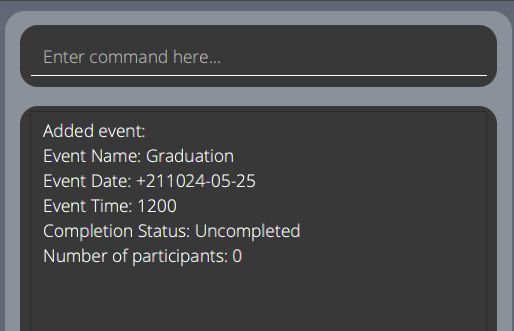 Enter command here...
Added event:
Event Name: Graduation
Event Date: +211024-05-25
Event Time: 1200
Completion Status: Uncompleted
Number of participants: 0